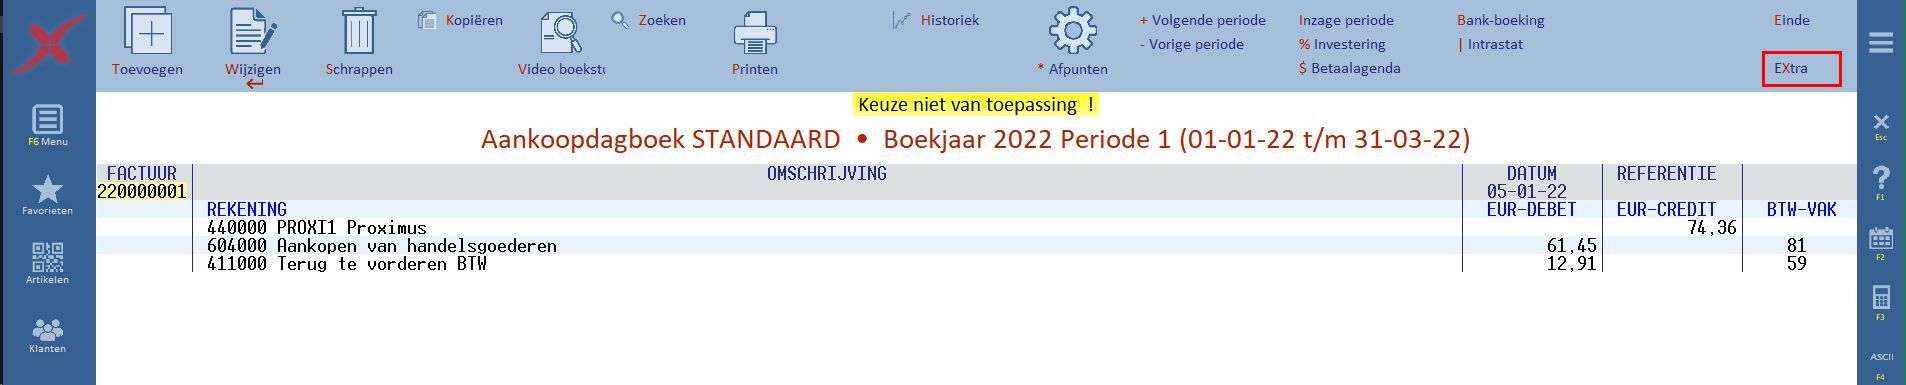 Toevoegen
Wijzigen
Schrappen
Kopiëren
Video boekstu
Zoeken
Printen
Historiek
* Afpunten
+ Volgende periode
- Vorige periode
Inzage periode
% Investering
$ Betaalagenda
Bank-boeking
| Intrastat
Einde
EXtra
F6 Menu
Favorieten
Artikelen
Klanten
Keuze niet van toepassing !
Aankoopdagboek STANDAARD • Boekjaar 2022 Periode 1 (01-01-22 t/m 31-03-22)
FACTUUR OMSCHRIJVING DATUM REFERENTIE
220000001 05-01-22
REKENING EUR-DEBET EUR-CREDIT BTW-VAK
440000 PROXI1 Proximus 74,36
604000 Aankopen van handelsgoederen 61,45 81
411000 Terug te vorderen BTW 12,91 59
Esc
?
F1
F2
F3
ASCII
F4